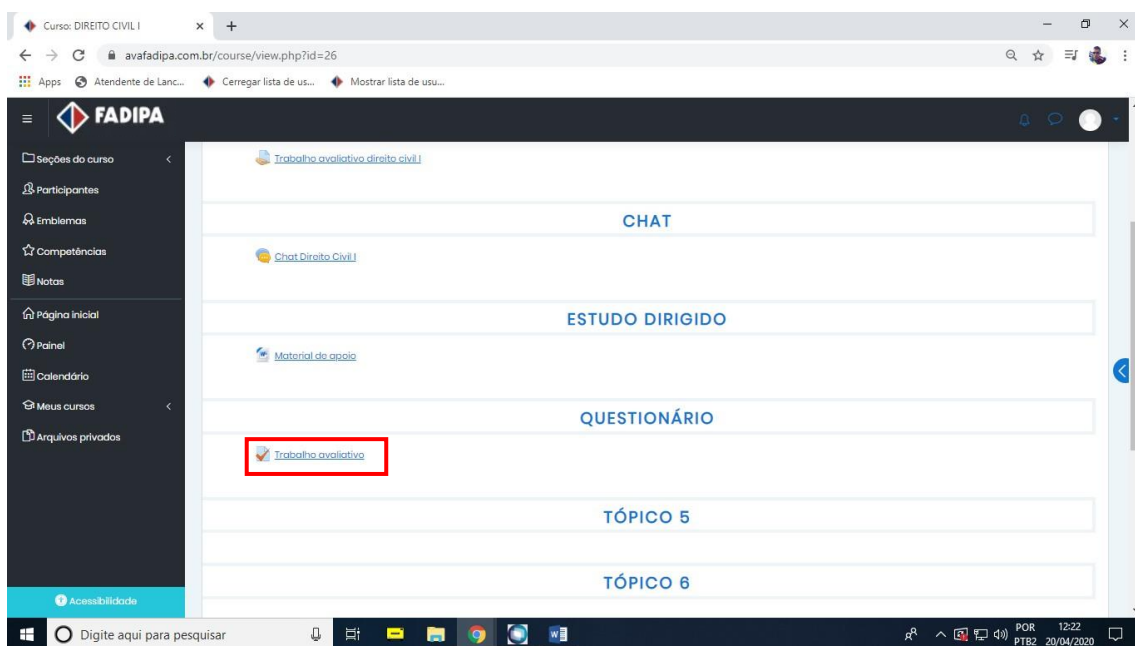 Curso: DIREITO CIVIL I
avafadipa.com.br/course/view.php?id=26
Apps Atendente de Lanc... Cerregar lista de us... Mostrar lista de usu...
FADIPA
Seções do curso
Participantes
Emblemas
Competências
Notas
Página inicial
Painel
Calendário
Meus cursos
Arquivos privados
Acessibilidade
Trabalho avaliativo direito civil I
CHAT
Chat Direito Civil I
ESTUDO DIRIGIDO
Material de apoio
QUESTIONÁRIO
Trabalho avaliativo
TÓPICO 5
TÓPICO 6
Digite aqui para pesquisar
POR 12:22
PTB2 20/04/2020